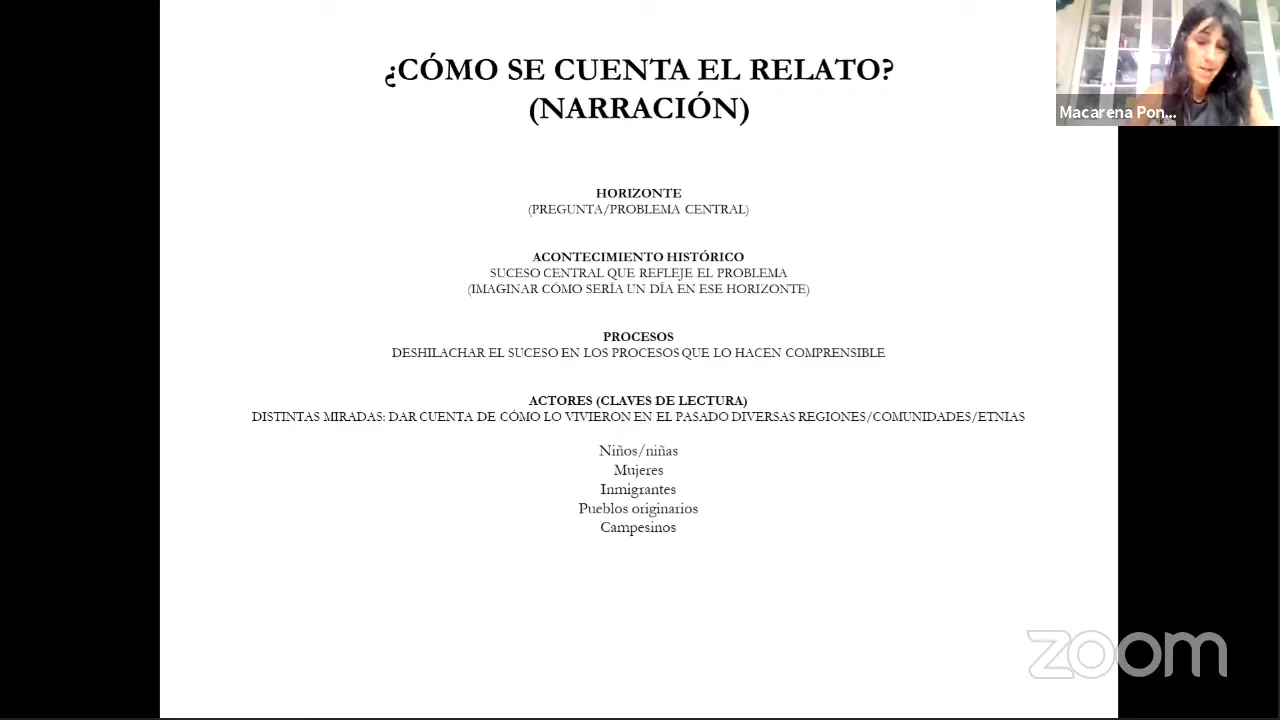 ¿CÓMO SE CUENTA EL RELATO?
(NARRACIÓN)
Macarena Pon...
HORIZONTE
(PREGUNTA/PROBLEMA CENTRAL)
ACONTECIMIENTO HISTÓRICO
SUCESO CENTRAL QUE REFLEJE EL PROBLEMA
(IMAGINAR CÓMO SERÍA UN DÍA EN ESE HORIZONTE)
PROCESOS
DESHILACHAR EL SUCESO EN LOS PROCESOS QUE LO HACEN COMPRENSIBLE
ACTORES (CLAVES DE LECTURA)
DISTINTAS MIRADAS: DAR CUENTA DE CÓMO LO VIVIERON EN EL PASADO DIVERSAS REGIONES/COMUNIDADES/ETNIAS
Niños/niñas
Mujeres
Inmigrantes
Pueblos originarios
Campesinos
zoom